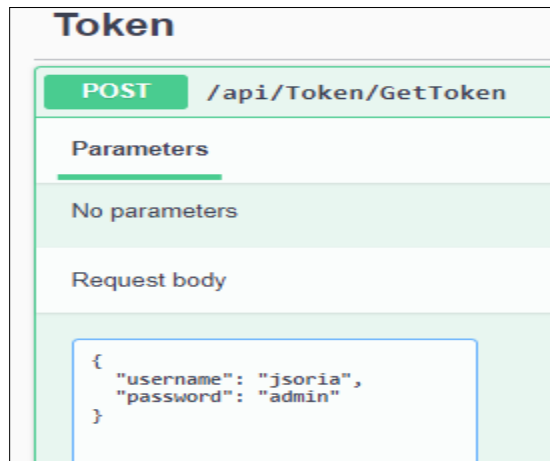 Token
POST /api/Token/GetToken
Parameters
No parameters
Request body
{
"username": "jsoria",
"password": "admin"
}